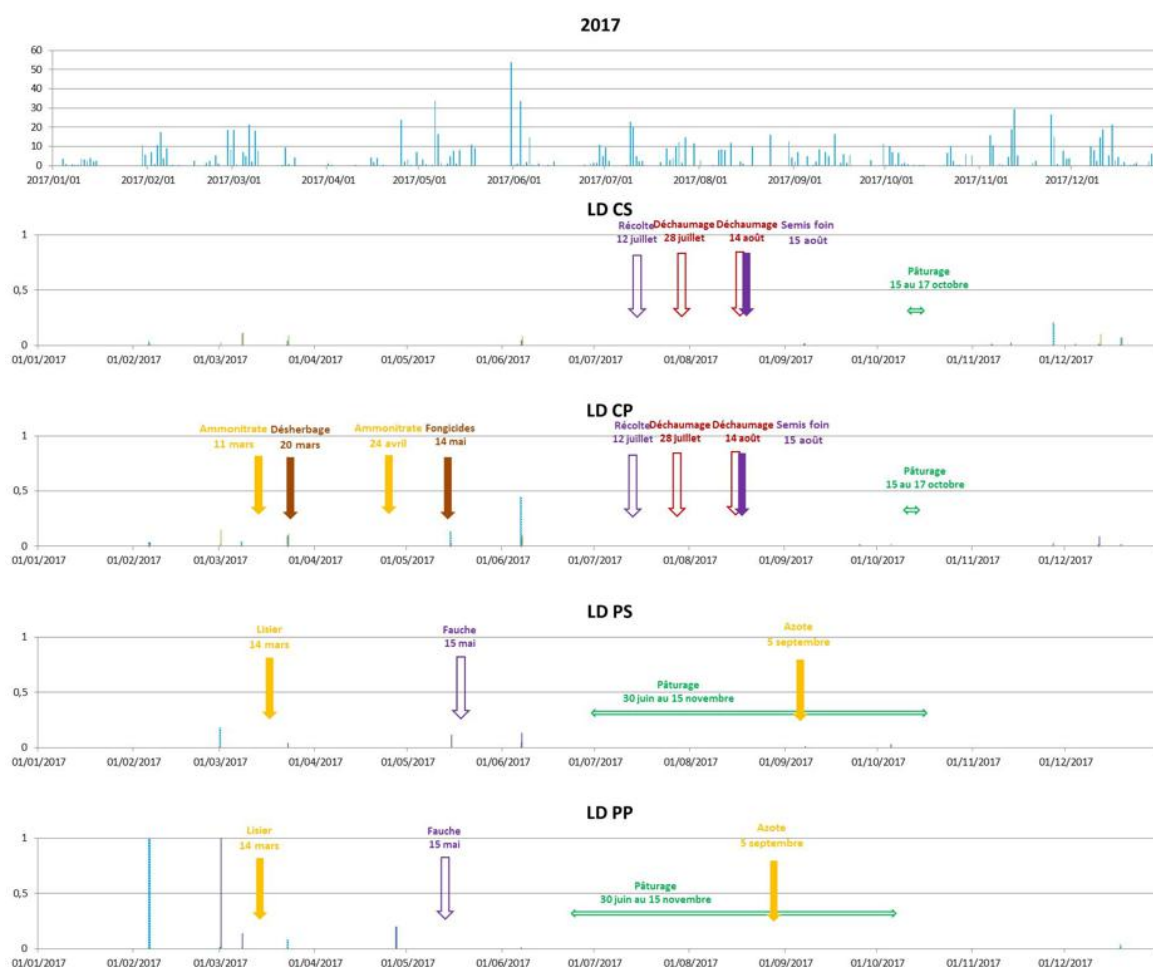 2017
60
50
40
30
20
10
0
2017/01/01 2017/02/01 2017/03/01 2017/04/01 2017/05/01 2017/06/01 2017/07/01 2017/08/01 2017/09/01 2017/10/01 2017/11/01 2017/12/01
LD CS
Récolte Déchaumage Déchaumage Semis foin
12 juillet 28 juillet 14 août 15 août
Pâturage
15 au 17 octobre
1
0,5
0
01/01/2017 01/02/2017 01/03/2017 01/04/2017 01/05/2017 01/06/2017 01/07/2017 01/08/2017 01/09/2017 01/10/2017 01/11/2017 01/12/2017
LD CP
Ammonitrate Désherbage Ammonitrate Fongicides Récolte Déchaumage Déchaumage Semis foin
11 mars 20 mars 24 avril 14 mai 12 juillet 28 juillet 14 août 15 août
Pâturage
15 au 17 octobre
1
0,5
0
01/01/2017 01/02/2017 01/03/2017 01/04/2017 01/05/2017 01/06/2017 01/07/2017 01/08/2017 01/09/2017 01/10/2017 01/11/2017 01/12/2017
LD PS
Lisier Fauche Azote
14 mars 15 mai 5 septembre
Pâturage
30 juin au 15 novembre
1
0,5
0
01/01/2017 01/02/2017 01/03/2017 01/04/2017 01/05/2017 01/06/2017 01/07/2017 01/08/2017 01/09/2017 01/10/2017 01/11/2017 01/12/2017
LD PP
Lisier Fauche Azote
14 mars 15 mai 5 septembre
Pâturage
30 juin au 15 novembre
1
0,5
0
01/01/2017 01/02/2017 01/03/2017 01/04/2017 01/05/2017 01/06/2017 01/07/2017 01/08/2017 01/09/2017 01/10/2017 01/11/2017 01/12/2017